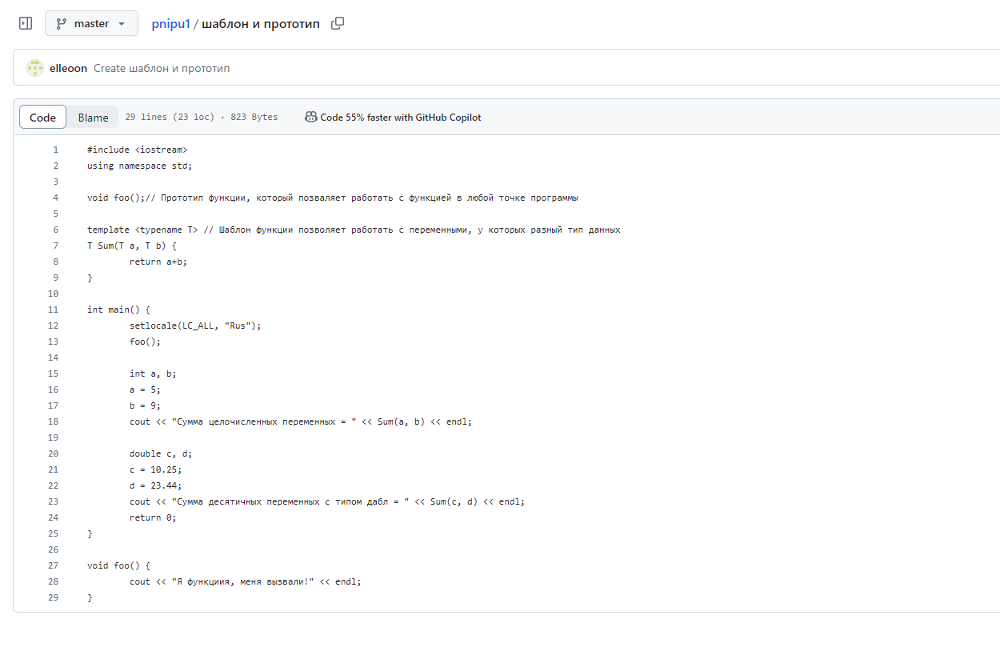 master pnipu1 / шаблон и прототип
elleoon Create шаблон и прототип
Code Blame 29 lines (23 loc) · 823 Bytes Code 55% faster with GitHub Copilot
1 #include <iostream>
2 using namespace std;
3
4 void foo();// Прототип функции, который позваляет работать с функцией в любой точке программы
5
6 template <typename T> // Шаблон функции позволяет работать с переменными, у которых разный тип данных
7 T Sum(T a, T b) {
8 return a+b;
9 }
10
11 int main() {
12 setlocale(LC_ALL, "Rus");
13 foo();
14
15 int a, b;
16 a = 5;
17 b = 9;
18 cout << "Сумма целочисленных переменных = " << Sum(a, b) << endl;
19
20 double c, d;
21 c = 10.25;
22 d = 23.44;
23 cout << "Сумма десятичных переменных с типом дабл = " << Sum(c, d) << endl;
24 return 0;
25 }
26
27 void foo() {
28 cout << "Я функциия, меня вызвали!" << endl;
29 }